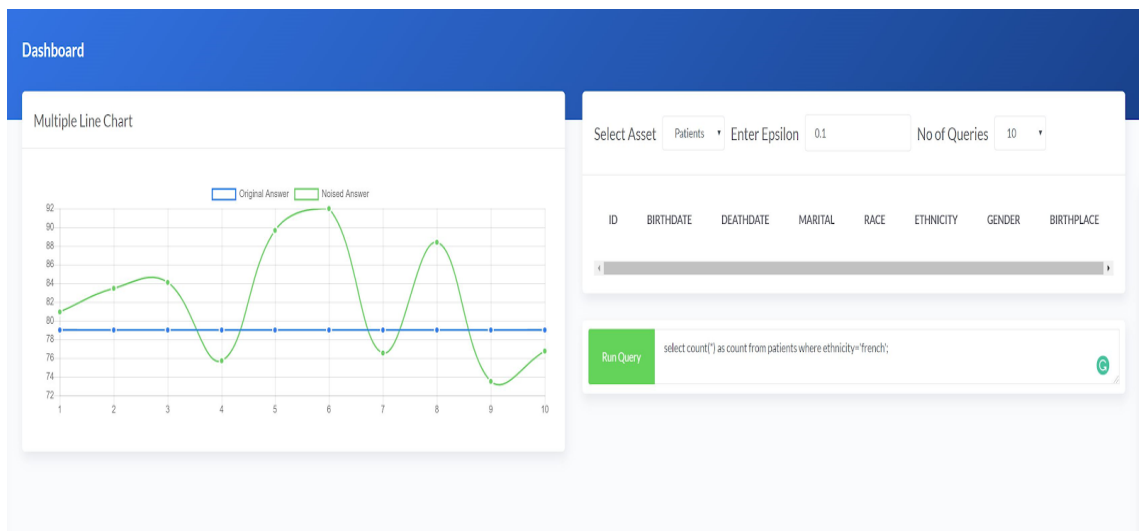 Dashboard
Multiple Line Chart
Original Answer Noised Answer
92
90
88
86
84
82
80
78
76
74
72
1 2 3 4 5 6 7 8 9 10
Select Asset Patients Enter Epsilon 0.1 No of Queries 10
ID BIRTHDATE DEATHDATE MARITAL RACE ETHNICITY GENDER BIRTHPLACE
Run Query select count(*) as count from patients where ethnicity='french';
G